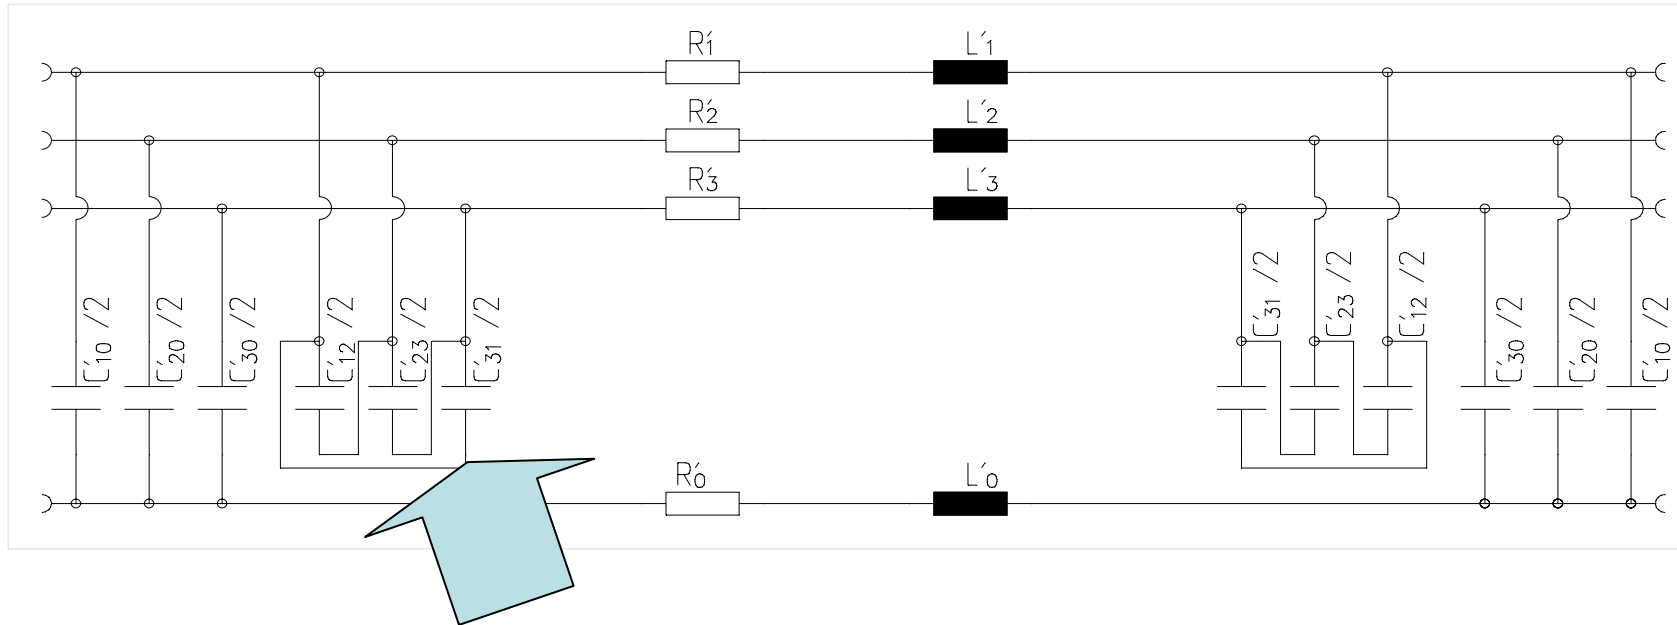 R´1
L´1
R´2
L´2
R´3
L´3
C´10 /2
C´20 /2
C´30 /2
C´12 /2
C´23 /2
C´31 /2
C´31 /2
C´23 /2
C´12 /2
C´30 /2
C´20 /2
C´10 /2
R´0
L´0